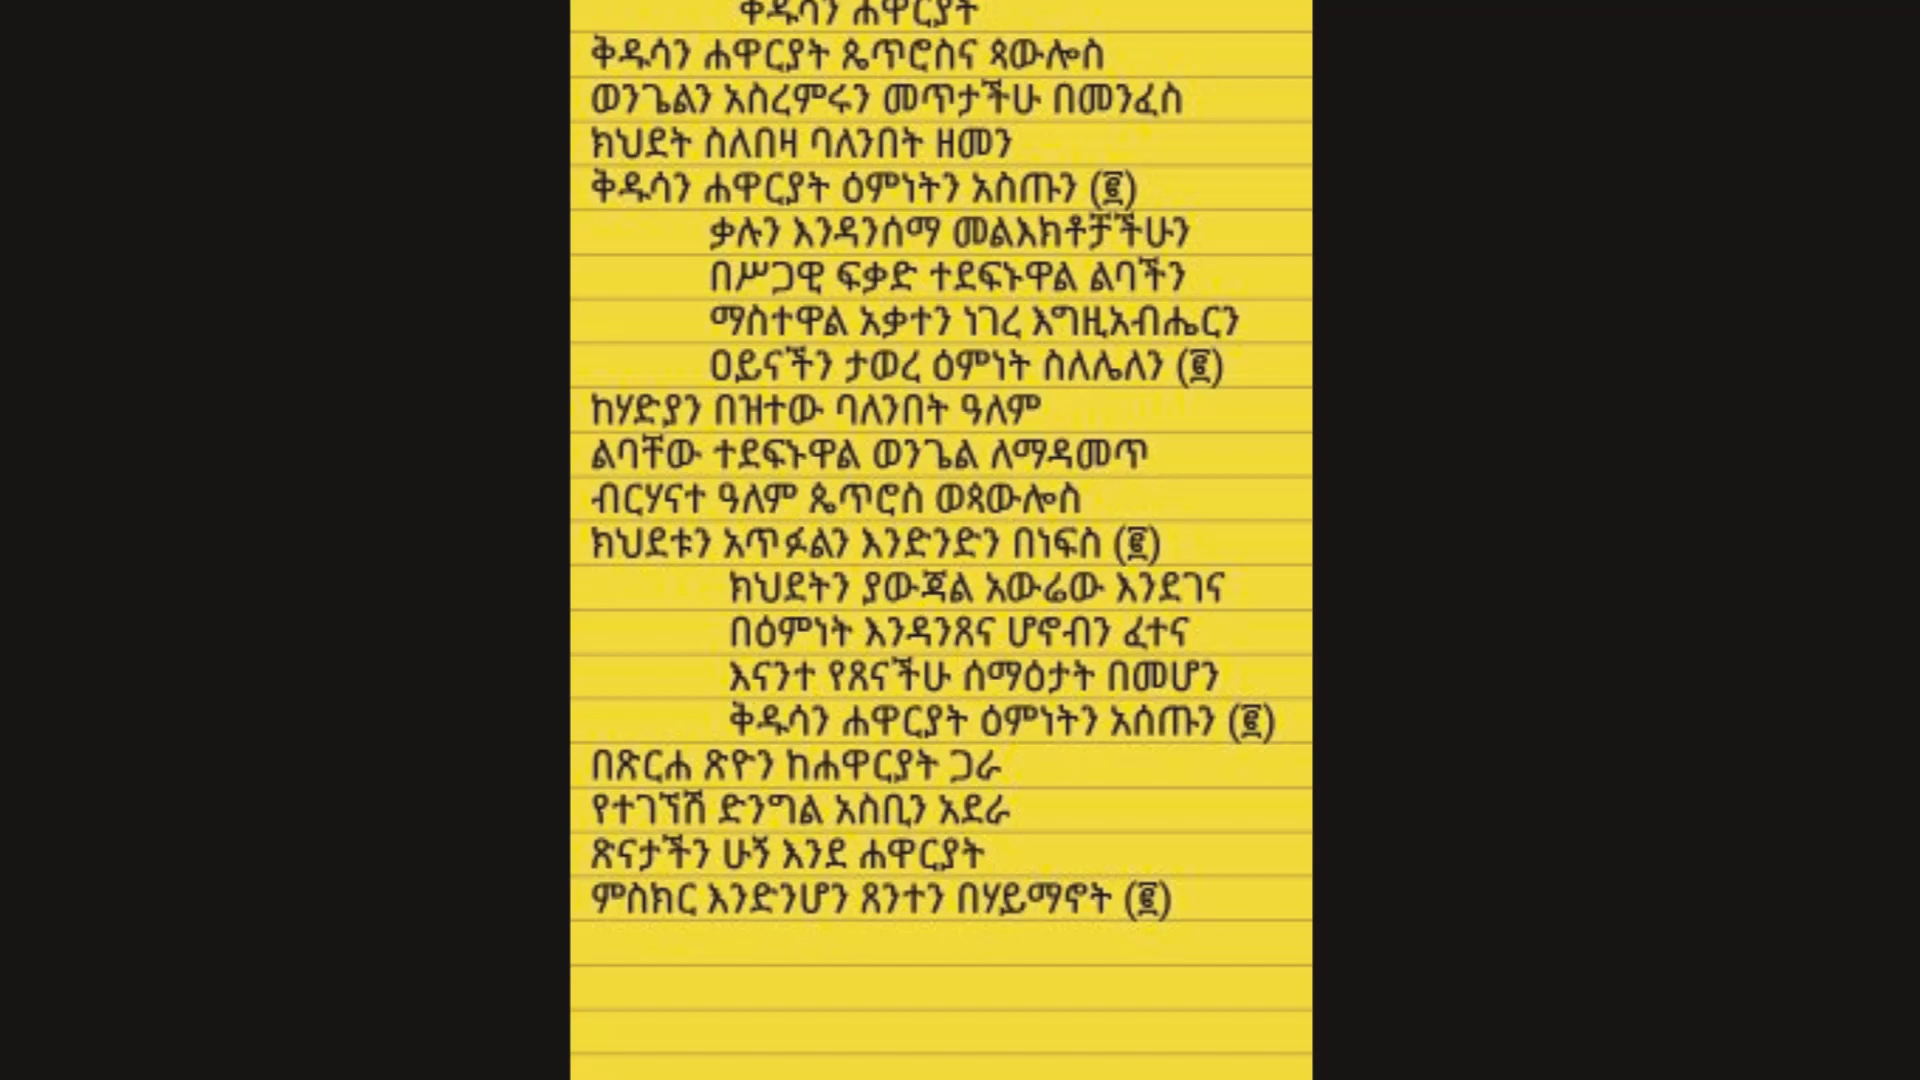 ቅዱሳን ሐዋርያት
ቅዱሳን ሐዋርያት ጴጥሮስና ጳውሎስ
ወንጌልን አስረምሩን መጥታችሁ በመንፈስ
ክህደት ስለበዛ ባለንበት ዘመን
ቅዱሳን ሐዋርያት ዕምነትን አስጡን (፪)
ቃሉን እንዳንሰማ መልእክቶቻችሁን
በሥጋዊ ፍቃድ ተደፍኑዋል ልባችን
ማስተዋል አቃተን ነገረ እግዚአብሔርን
ዐይናችን ታወረ ዕምነት ስለሌለን (፪)
ከሃድያን በዝተው ባለንበት ዓለም
ልባቸው ተደፍኑዋል ወንጌል ለማዳመጥ
ብርሃናተ ዓለም ጴጥሮስ ወጳውሎስ
ክህደቱን አጥፉልን እንድንድን በነፍስ (፪)
ክህደትን ያውጃል አውሬው እንደገና
በዕምነት እንዳንጸና ሆኖብን ፈተና
እናንተ የጸናችሁ ሰማዕታት በመሆን
ቅዱሳን ሐዋርያት ዕምነትን አሰጡን (፪)
በጽርሐ ጽዮን ከሐዋርያት ጋራ
የተገኘሽ ድንግል አስቢን አደራ
ጽናታችን ሁኝ እንደ ሐዋርያት
ምስክር እንድንሆን ጸንተን በሃይማኖት (፪)